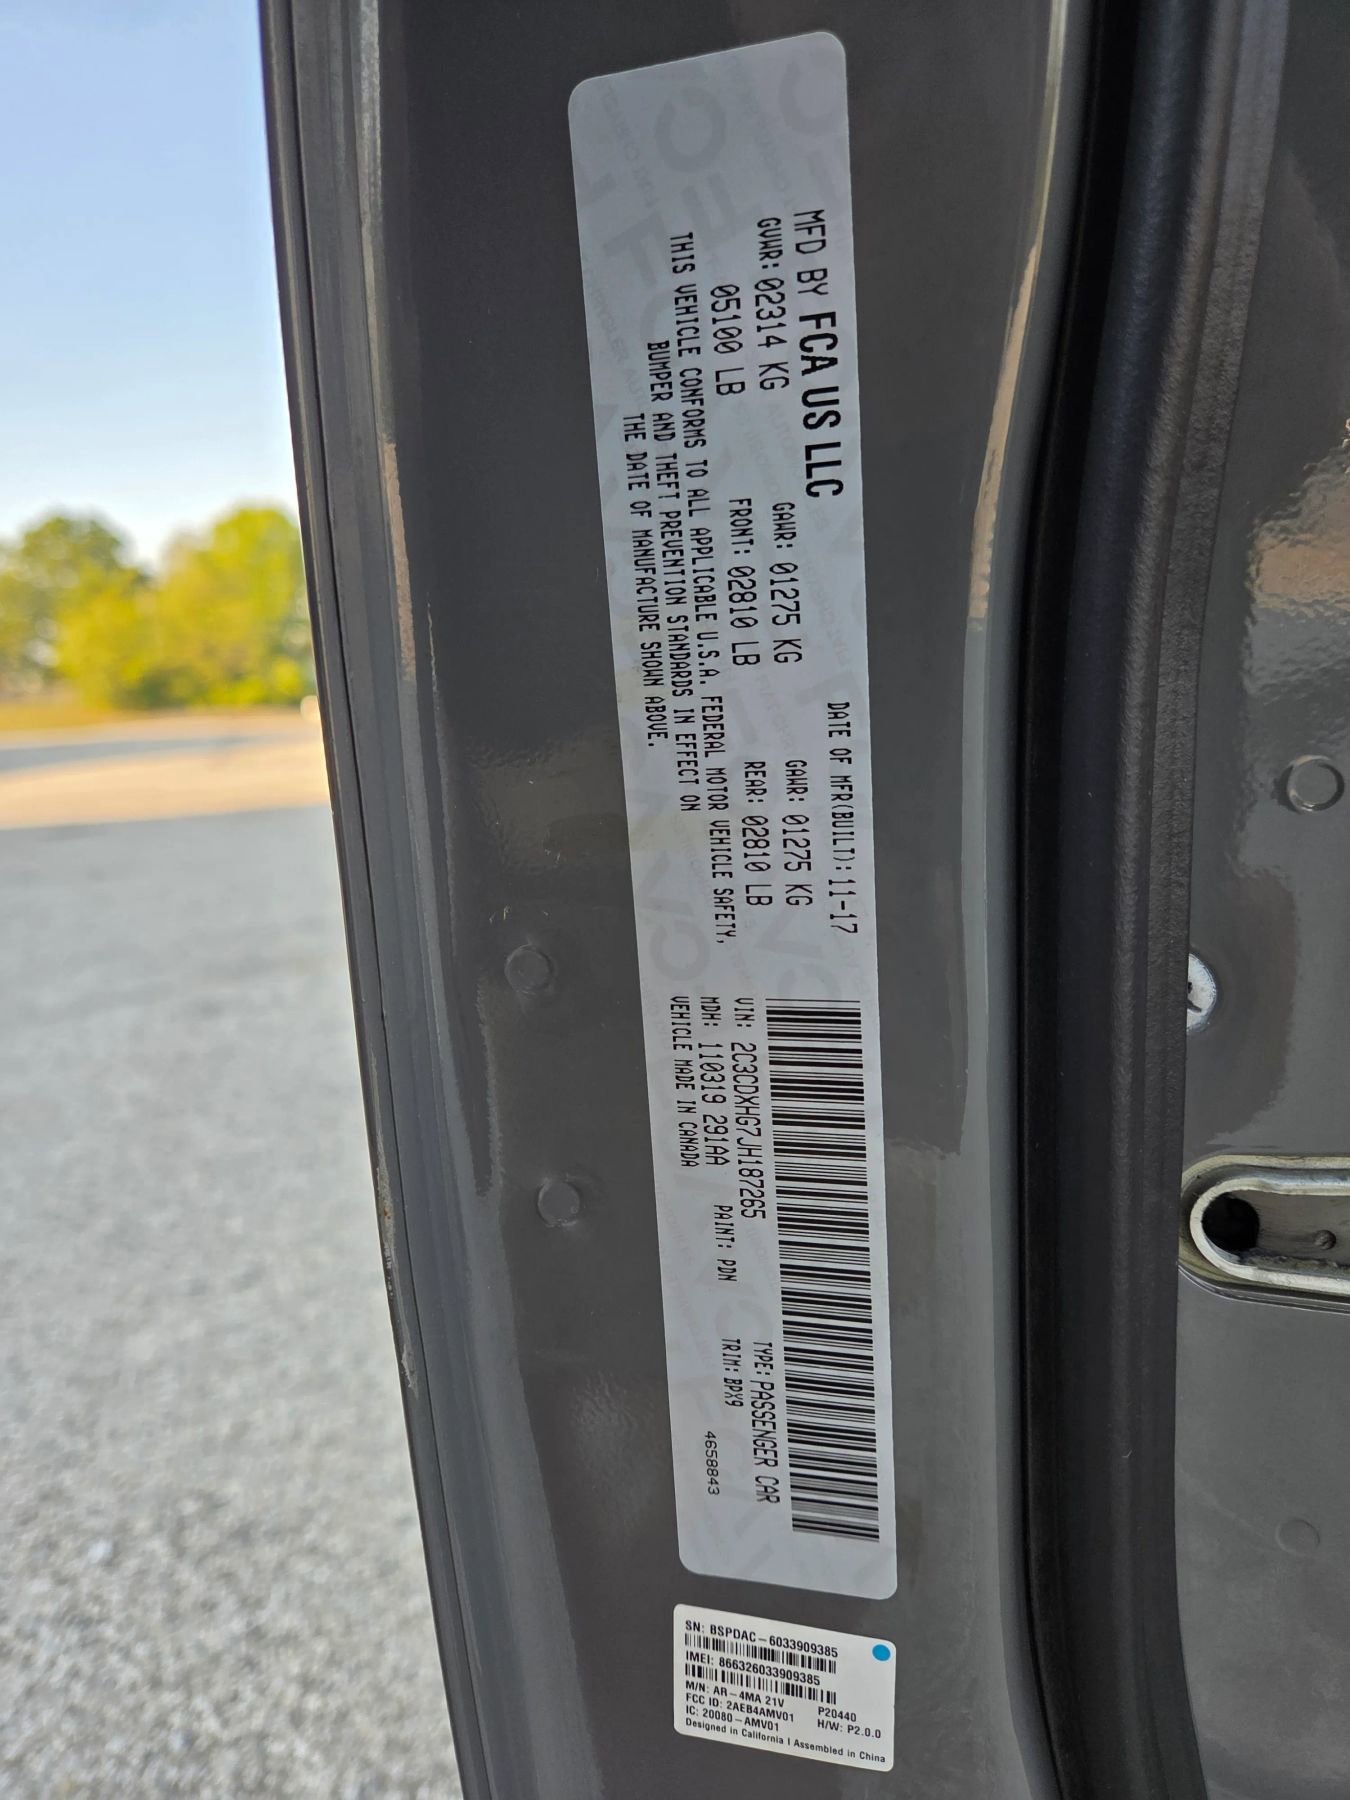 MFD BY FCA US LLC
DATE OF MFR(BUILT): 11-17
GVWR: 02314 KG
GAWR: 01275 KG
GAWR: 01275 KG
05100 LB
FRONT: 02810 LB
REAR: 02810 LB
THIS VEHICLE CONFORMS TO ALL APPLICABLE U.S.A. FEDERAL MOTOR VEHICLE SAFETY,
BUMPER AND THEFT PREVENTION STANDARDS IN EFFECT ON
THE DATE OF MANUFACTURE SHOWN ABOVE.
VIN: 2C3CDXHG7JH187265
TYPE: PASSENGER CAR
MDH: 110319 291AA
PAINT: PDN
TRIM: BPX9
VEHICLE MADE IN CANADA
4658843
SN: BSPDAC-6033909385
IMEI: 866326033909385
M/N: AR-4MA 21V
P20440
FCC ID: 2AEB4AMV01
H/W: P2.0.0
IC: 20080-AMV01
Designed in California | Assembled in China